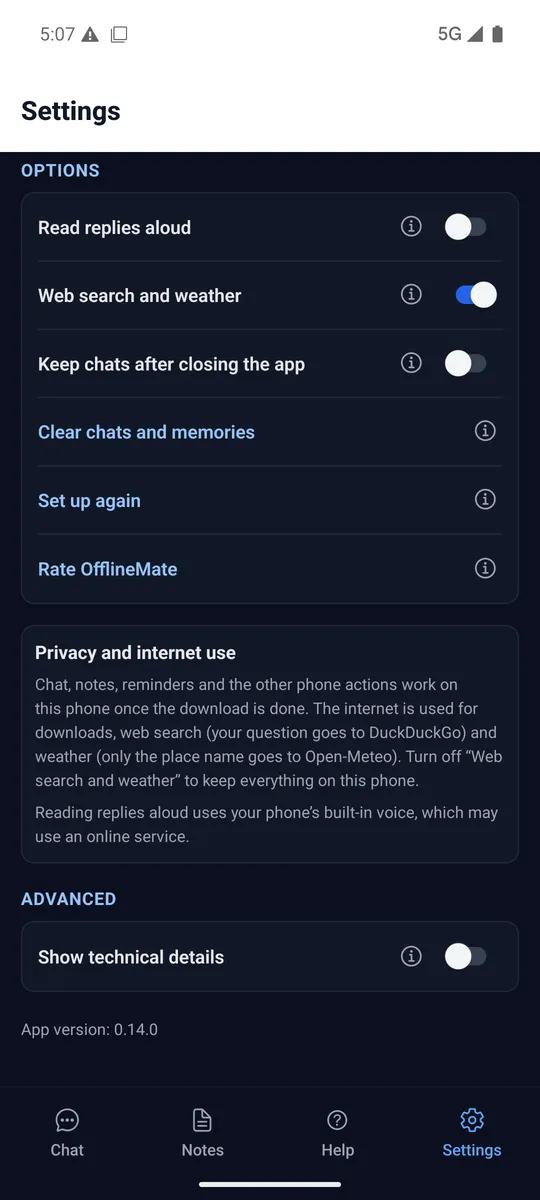 5:07
5G
Settings
OPTIONS
Read replies aloud
Web search and weather
Keep chats after closing the app
Clear chats and memories
Set up again
Rate OfflineMate
Privacy and internet use
Chat, notes, reminders and the other phone actions work on
this phone once the download is done. The internet is used for
downloads, web search (your question goes to DuckDuckGo) and
weather (only the place name goes to Open-Meteo). Turn off “Web
search and weather” to keep everything on this phone.
Reading replies aloud uses your phone’s built-in voice, which may
use an online service.
ADVANCED
Show technical details
App version: 0.14.0
Chat
Notes
Help
Settings